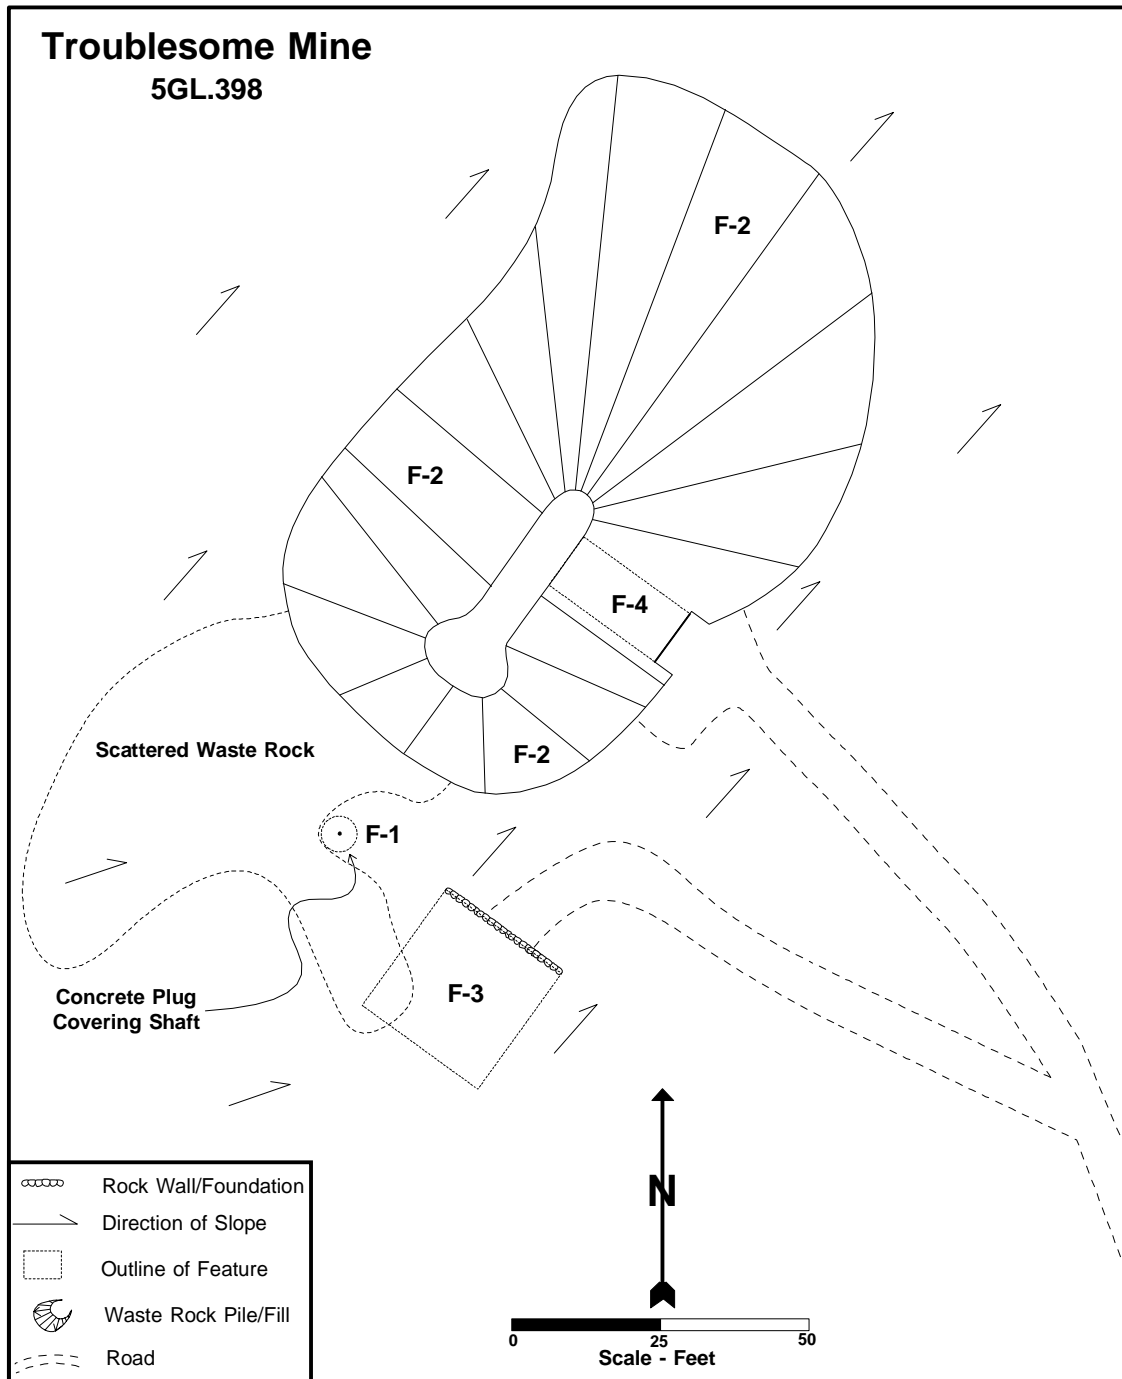 Troublesome Mine
5GL.398
F-2
F-2
F-4
Scattered Waste Rock
F-2
F-1
F-3
Concrete Plug
Covering Shaft
N
0 25 50
Scale - Feet
Rock Wall/Foundation
Direction of Slope
Outline of Feature
Waste Rock Pile/Fill
Road